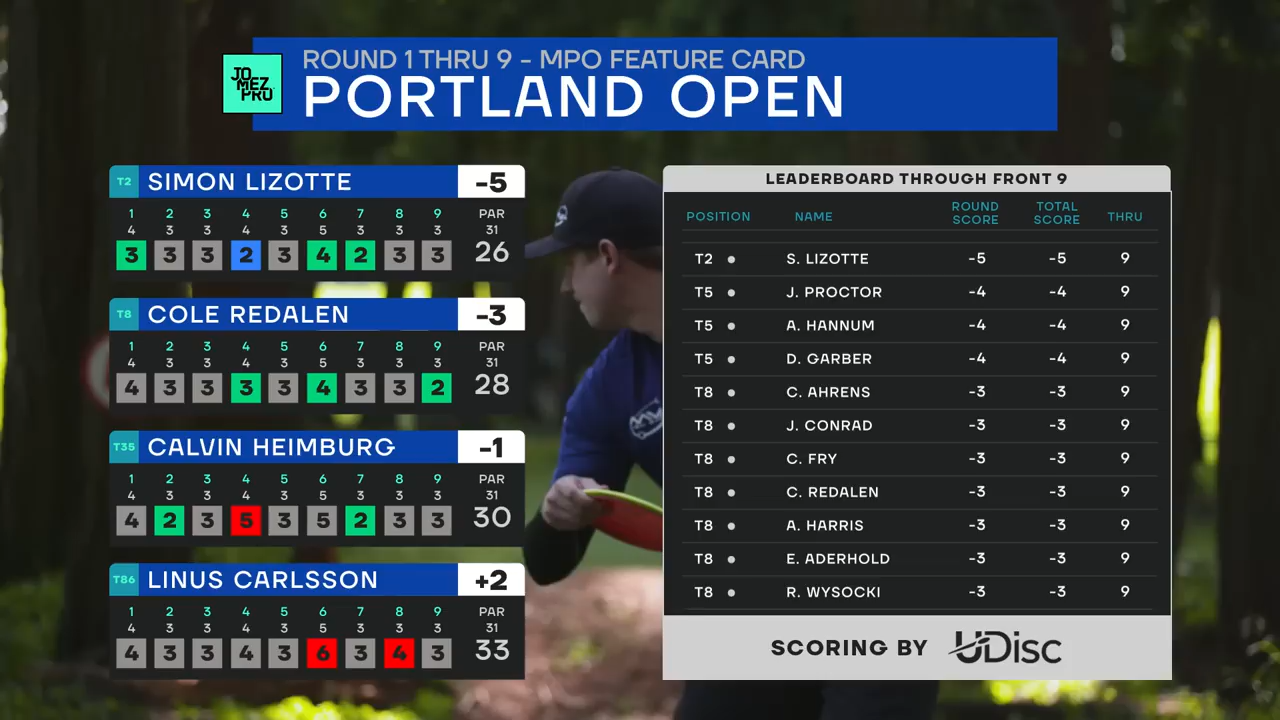 JOMEZPRO
ROUND 1 THRU 9 - MPO FEATURE CARD
PORTLAND OPEN
T2 SIMON LIZOTTE -5
1 2 3 4 5 6 7 8 9 PAR
4 3 3 4 3 5 3 3 3 31
3 3 3 2 3 4 2 3 3 26
T8 COLE REDALEN -3
1 2 3 4 5 6 7 8 9 PAR
4 3 3 4 3 5 3 3 3 31
4 3 3 3 3 4 3 3 2 28
T35 CALVIN HEIMBURG -1
1 2 3 4 5 6 7 8 9 PAR
4 3 3 4 3 5 3 3 3 31
4 2 3 5 3 5 2 3 3 30
T86 LINUS CARLSSON +2
1 2 3 4 5 6 7 8 9 PAR
4 3 3 4 3 5 3 3 3 31
4 3 3 4 3 6 3 4 3 33
LEADERBOARD THROUGH FRONT 9
POSITION NAME ROUND SCORE TOTAL SCORE THRU
T2 S. LIZOTTE -5 -5 9
T5 J. PROCTOR -4 -4 9
T5 A. HANNUM -4 -4 9
T5 D. GARBER -4 -4 9
T8 C. AHRENS -3 -3 9
T8 J. CONRAD -3 -3 9
T8 C. FRY -3 -3 9
T8 C. REDALEN -3 -3 9
T8 A. HARRIS -3 -3 9
T8 E. ADERHOLD -3 -3 9
T8 R. WYSOCKI -3 -3 9
SCORING BY UDisc